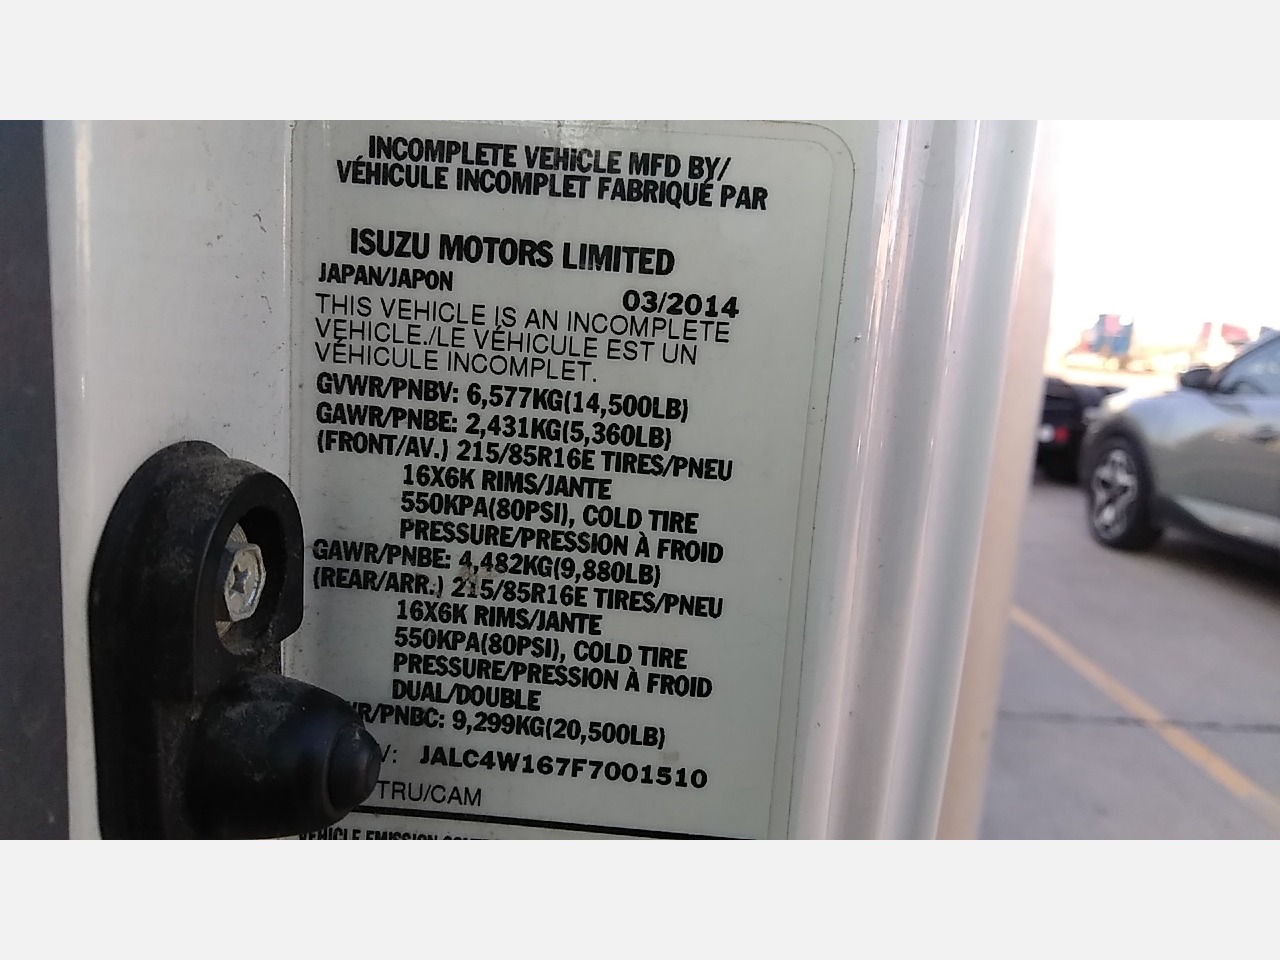 INCOMPLETE VEHICLE MFD BY/
VÉHICULE INCOMPLET FABRIQUÉ PAR
ISUZU MOTORS LIMITED
JAPAN/JAPON
03/2014
THIS VEHICLE IS AN INCOMPLETE
VEHICLE./LE VÉHICULE EST UN
VÉHICULE INCOMPLET.
GVWR/PNBV: 6,577KG(14,500LB)
GAWR/PNBE: 2,431KG(5,360LB)
(FRONT/AV.) 215/85R16E TIRES/PNEU
16X6K RIMS/JANTE
550KPA(80PSI), COLD TIRE
PRESSURE/PRESSION À FROID
GAWR/PNBE: 4,482KG(9,880LB)
(REAR/ARR.) 215/85R16E TIRES/PNEU
16X6K RIMS/JANTE
550KPA(80PSI), COLD TIRE
PRESSURE/PRESSION À FROID
DUAL/DOUBLE
R/PNBC: 9,299KG(20,500LB)
V: JALC4W167F7001510
TRU/CAM
VEHICLE EMISSION